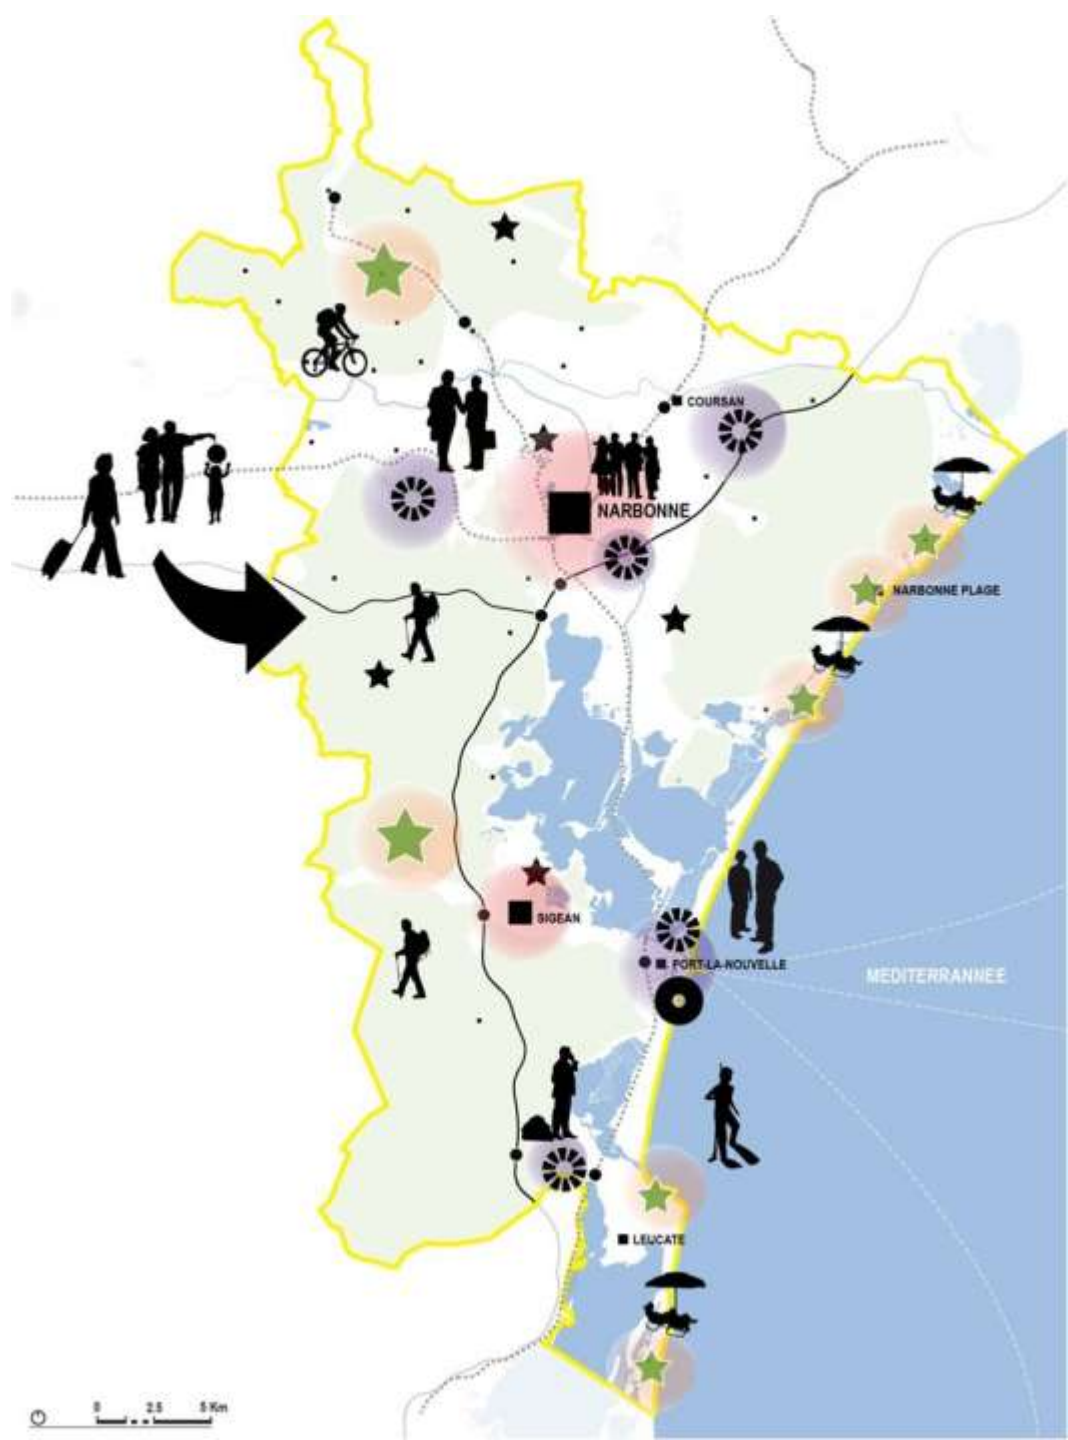 COURSAN
NARBONNE
NARBONNE PLAGE
SIGEAN
PORT-LA-NOUVELLE
MEDITERRANNEE
LEUCATE
0 2.5 5 Km